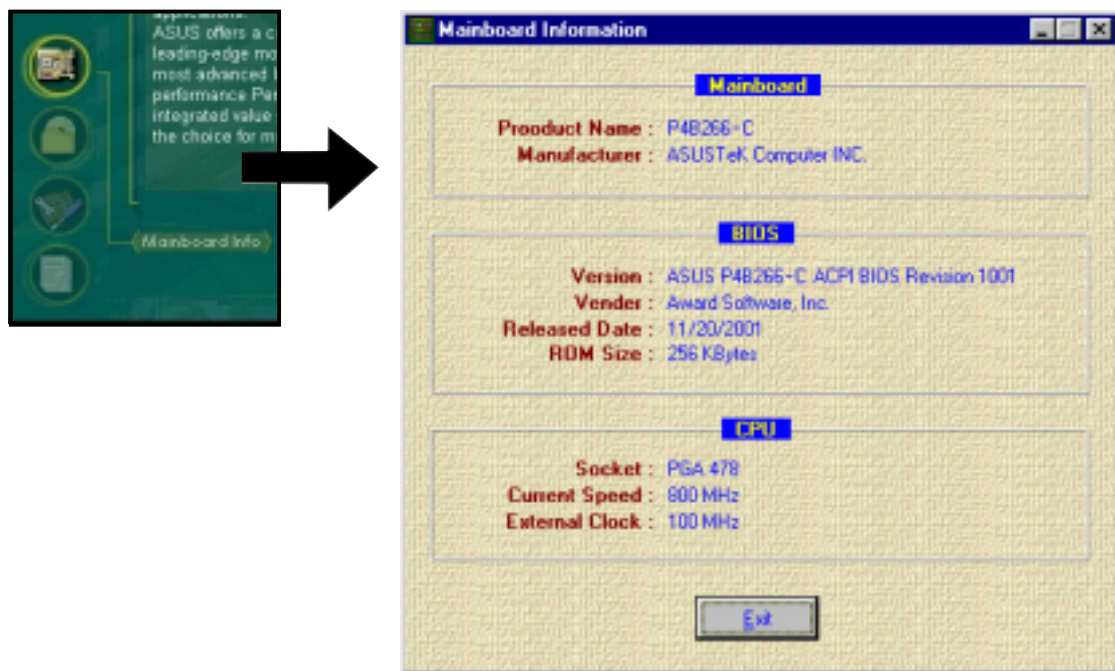 applications.
ASUS offers a c
leading-edge mo
most advanced
performance Per
integrated value
the choice for m
Mainboard Info
Mainboard Information
Mainboard
Prooduct Name : P4B266-C
Manufacturer : ASUSTeK Computer INC.
BIOS
Version : ASUS P4B266-C ACPI BIOS Revision 1001
Vender : Award Software, Inc.
Released Date : 11/20/2001
ROM Size : 256 KBytes
CPU
Socket : PGA 478
Current Speed : 800 MHz
External Clock : 100 MHz
Exit